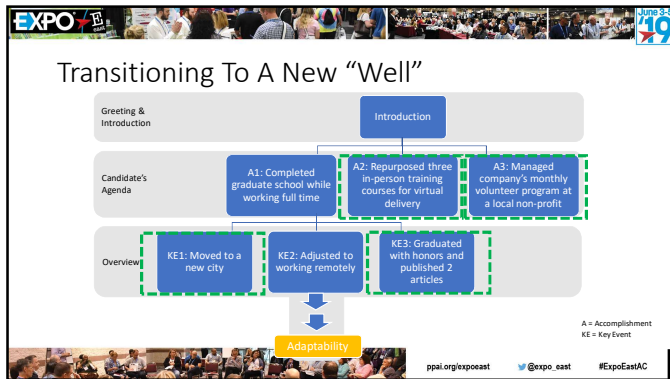 EXPO E
EAST
June 3-5
'19
Transitioning To A New “Well”
Greeting &
Introduction
Introduction
Candidate's
Agenda
A1: Completed
graduate school while
working full time
A2: Repurposed three
in-person training
courses for virtual
delivery
A3: Managed
company's monthly
volunteer program at
a local non-profit
Overview
KE1: Moved to a
new city
KE2: Adjusted to
working remotely
KE3: Graduated
with honors and
published 2
articles
Adaptability
A = Accomplishment
KE = Key Event
ppai.org/expoeast
@expo_east
#ExpoEastAC